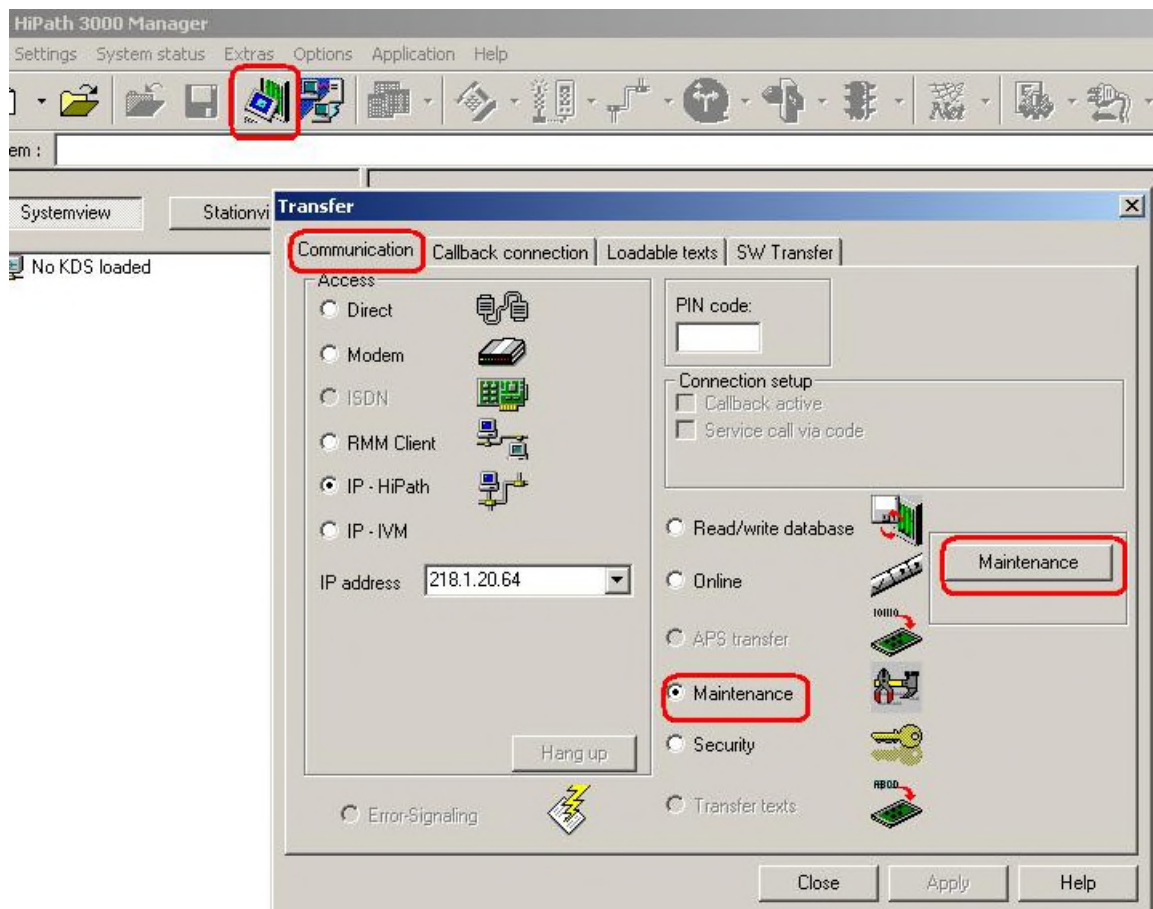 HiPath 3000 Manager
Settings System status Extras Options Application Help
Net
em :
Systemview Stationvi
No KDS loaded
Transfer
Communication Callback connection Loadable texts SW Transfer
Access
Direct
Modem
ISDN
RMM Client
IP - HiPath
IP - IVM
IP address 218.1.20.64
Hang up
Error-Signaling
PIN code:
Connection setup
Callback active
Service call via code
Read/write database
Online
APS transfer
Maintenance
Security
Transfer texts
Maintenance
Close Apply Help